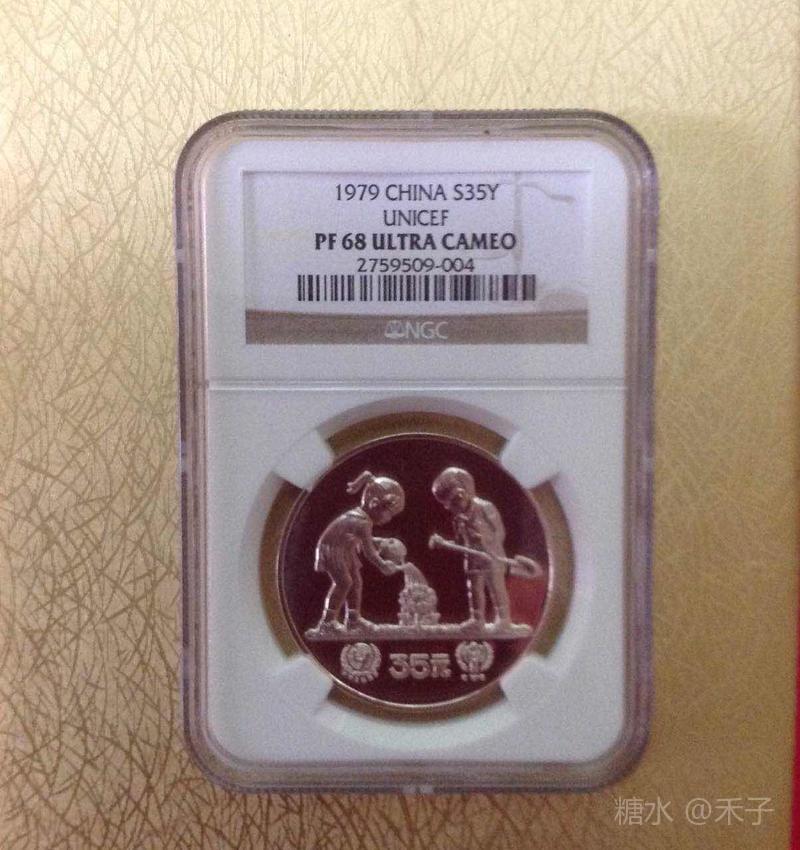 1979 CHINA S35Y
UNICEF
PF 68 ULTRA CAMEO
2759509-004
NGC
35元
糖水 @禾子